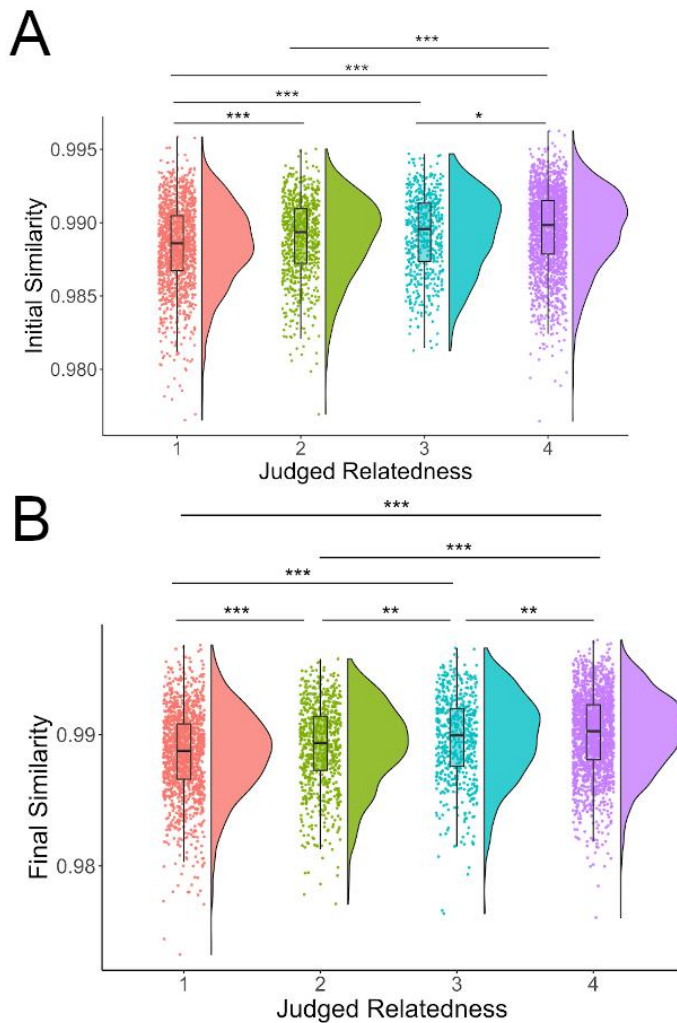 A
***
***
***
***
*
0.995
0.990
0.985
0.980
Initial Similarity
1 2 3 4
Judged Relatedness
B
***
***
***
*** ** **
0.99
0.98
Final Similarity
1 2 3 4
Judged Relatedness